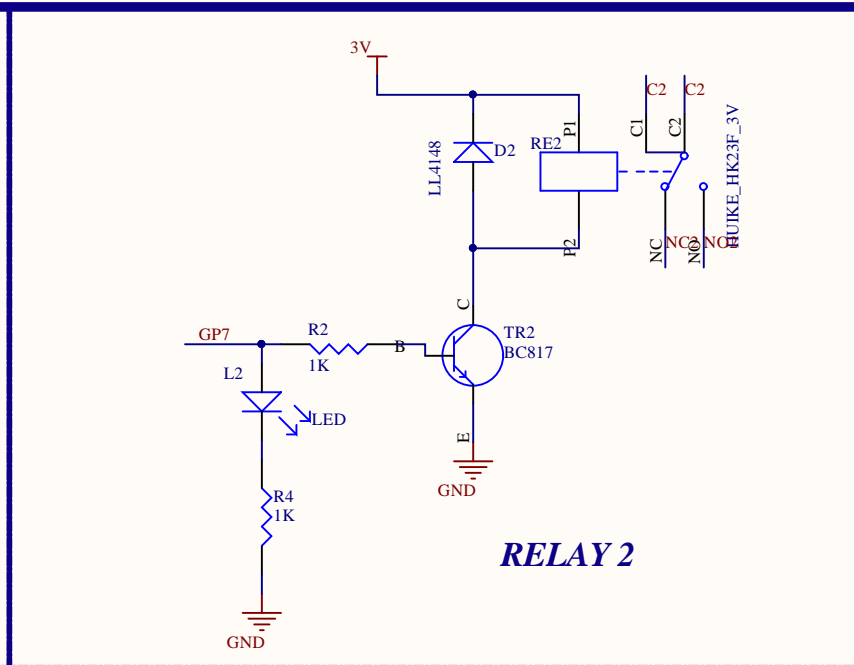 3V
C2 C2
C1
C2
P1
RE2
LL4148
D2
HUIKE_HK23F_3V
NC2 NO2
NC
NO
P2
C
GP7
R2
1K
B
TR2
BC817
L2
LED
E
GND
R4
1K
RELAY 2
GND